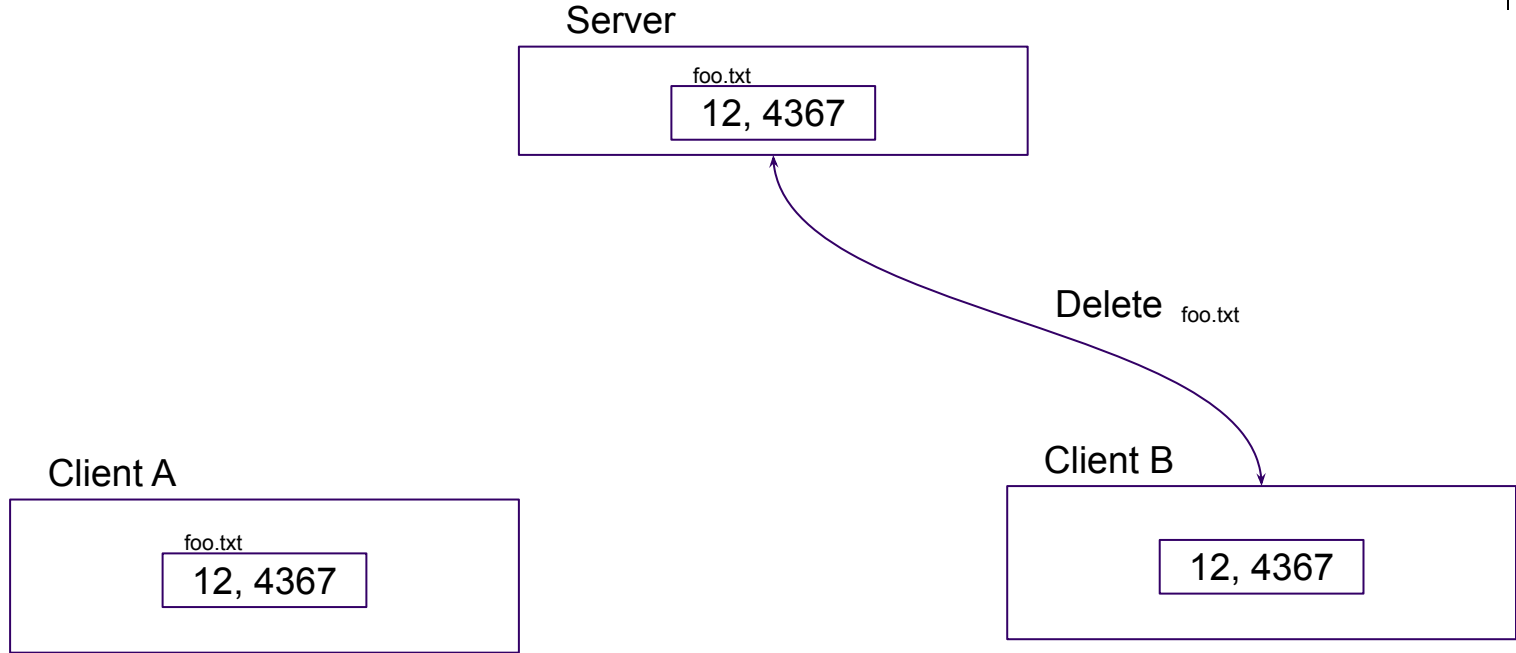 Server
foo.txt
12, 4367
Delete foo.txt
Client A
foo.txt
12, 4367
Client B
12, 4367